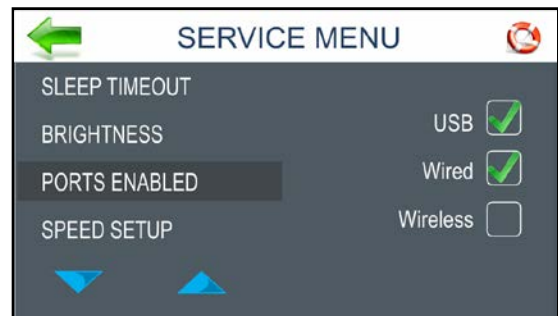 SERVICE MENU
SLEEP TIMEOUT
BRIGHTNESS
PORTS ENABLED
SPEED SETUP
USB
Wired
Wireless